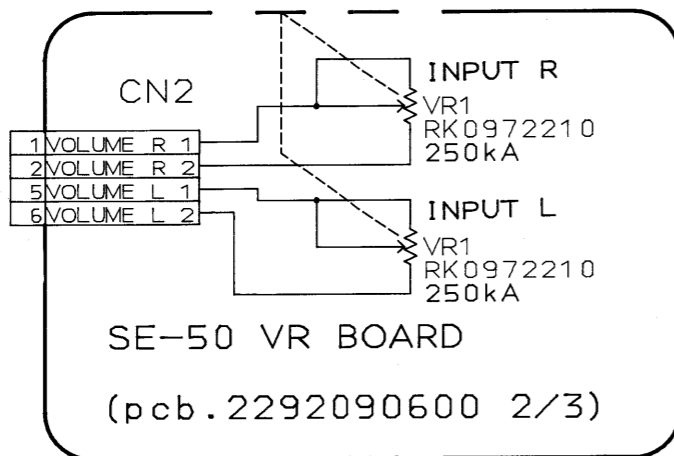 CN2
INPUT R
VR1
RK0972210
250kA
1 VOLUME R 1
2 VOLUME R 2
5 VOLUME L 1
6 VOLUME L 2
INPUT L
VR1
RK0972210
250kA
SE-50 VR BOARD
(pcb.2292090600 2/3)